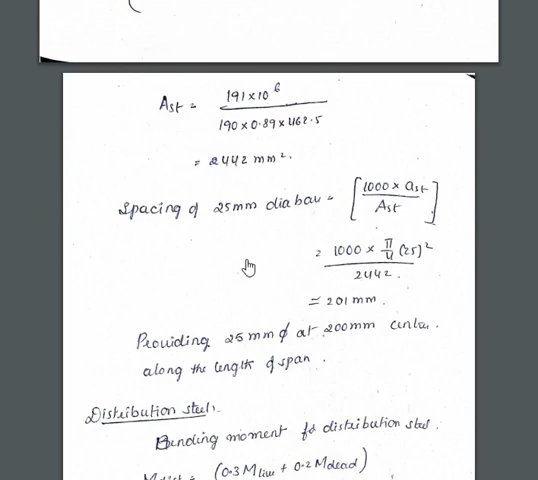 Ast = 191 x 10^6
190 x 0.89 x 462.5
= 2442 mm².
Spacing of 25mm dia bar = [1000 x ast
Ast]
= 1000 x π/4 (25)²
2442.
≈ 201 mm.
Providing 25 mm φ at 200mm center.
along the length of span.
Distribution steel:
Bending moment for distribution steel.
(0.3 Mlive + 0.2 Mdead)